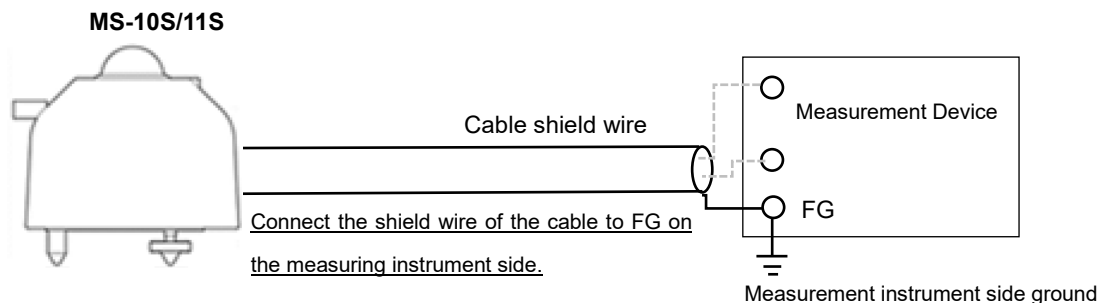 MS-10S/11S
Cable shield wire
Measurement Device
FG
Connect the shield wire of the cable to FG on
the measuring instrument side.
Measurement instrument side ground